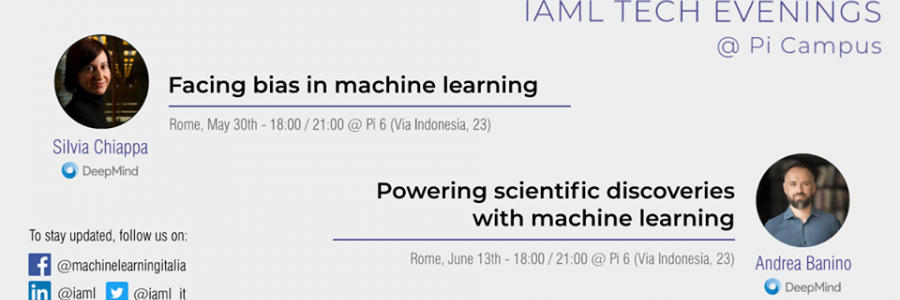 IAML TECH EVENINGS
@ Pi Campus
Facing bias in machine learning
Rome, May 30th - 18:00 / 21:00 @ Pi 6 (Via Indonesia, 23)
Silvia Chiappa
DeepMind
Powering scientific discoveries
with machine learning
Rome, June 13th - 18:00 / 21:00 @ Pi 6 (Via Indonesia, 23)
Andrea Banino
DeepMind
To stay updated, follow us on:
@machinelearningitalia
@iaml @iaml_it